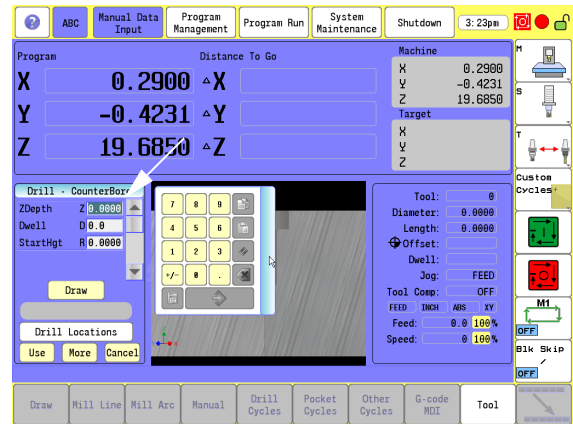 ?
ABC
Manual Data Input
Program Management
Program Run
System Maintenance
Shutdown
3:23pm
Program
Distance To Go
Machine
X 0.2900 △X
Y -0.4231 △Y
Z 19.6850 △Z
X 0.2900
Y -0.4231
Z 19.6850
Target
X
Y
Z
M
S
T
Custom Cycles
Drill - CounterBore
ZDepth Z 0.0000
Dwell D 0.0
StartHgt R 0.0000
Draw
Drill Locations
Use More Cancel
7 8 9
4 5 6
1 2 3
+/- 0 .
Tool: 0
Diameter: 0.0000
Length: 0.0000
Offset:
Dwell:
Jog: FEED
Tool Comp: OFF
FEED INCH ABS XY
Feed: 0.0 100%
Speed: 0 100%
M1
OFF
Blk Skip
/
OFF
Draw
Mill Line
Mill Arc
Manual
Drill Cycles
Pocket Cycles
Other Cycles
G-code MDI
Tool